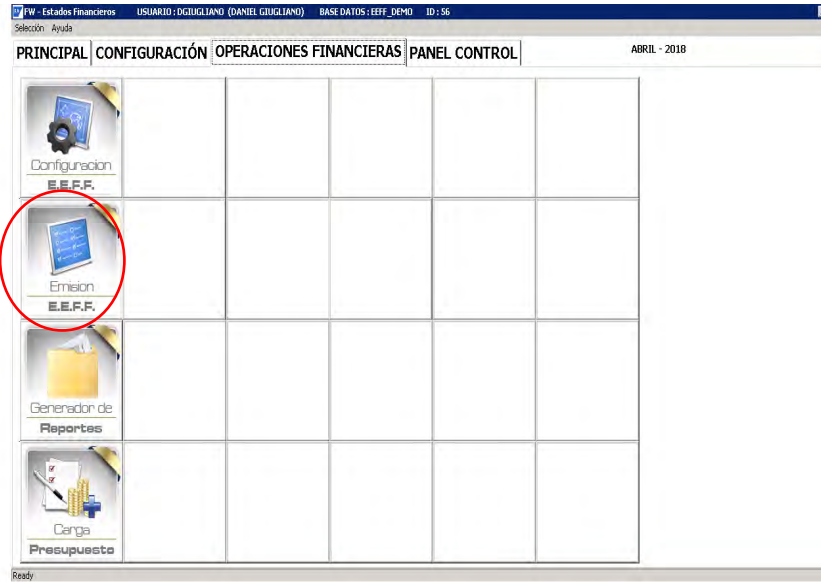 FW - Estados Financieros USUARIO : DGIUGLIANO (DANIEL GIUGLIANO) BASE DATOS : EEFF_DEMO ID : 56
Selección Ayuda
PRINCIPAL CONFIGURACIÓN OPERACIONES FINANCIERAS PANEL CONTROL ABRIL - 2018
Configuracion
E.E.F.F.
Emision
E.E.F.F.
Generador de
Reportes
Carga
Presupuesto
Ready